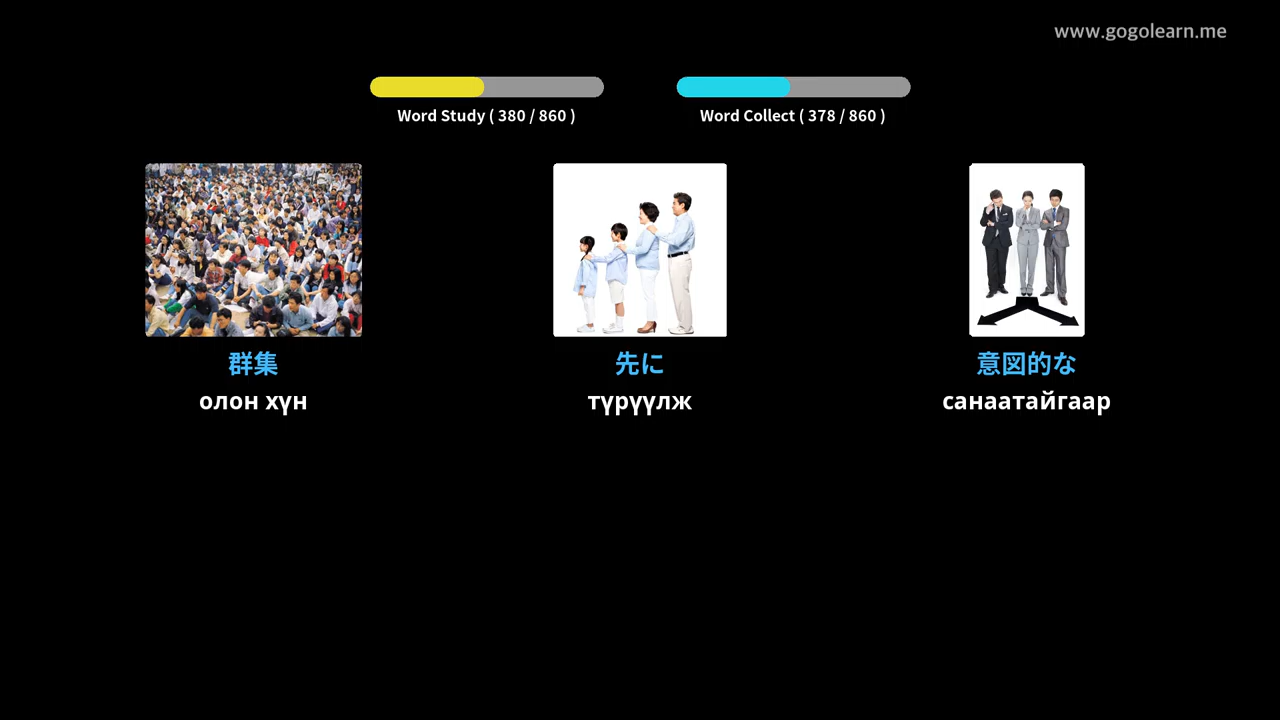 www.gogolearn.me
Word Study ( 380 / 860 )
Word Collect ( 378 / 860 )
群集
先に
意図的な
олон хүн
түрүүлж
санаатайгаар